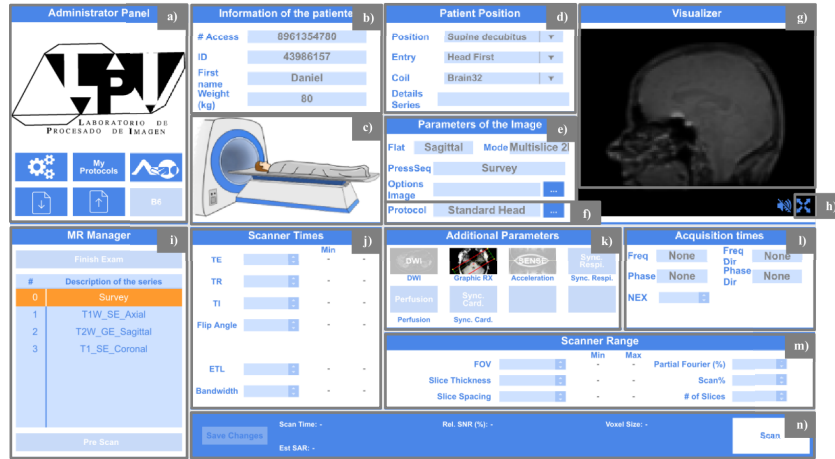 Administrator Panel
a)
LPI
LABORATORIO DE
PROCESADO DE IMAGEN
My
Protocols
B6
Information of the patiente
b)
# Access
8961354780
ID
43986157
First
name
Daniel
Weight
(kg)
80
c)
Patient Position
d)
Position
Supine decubitus
Entry
Head First
Coil
Brain32
Details
Series
Parameters of the Image
e)
Flat
Sagittal
Mode
Multislice 2
PressSeq
Survey
Options
Image
...
Protocol
Standard Head
...
f)
Visualizer
g)
h)
MR Manager
i)
Finish Exam
#
Description of the series
0
Survey
1
T1W_SE_Axial
2
T2W_GE_Sagittal
3
T1_SE_Coronal
Pre Scan
Scanner Times
j)
Min
TE
- -
TR
- -
TI
- -
Flip Angle
- -
ETL
- -
Bandwidth
- -
Additional Parameters
k)
DWI
DWI
Graphic RX
SENSE
Acceleration
Sync.
Respi.
Sync. Respi.
Perfusion
Perfusion
Sync.
Card.
Sync. Card.
Acquisition times
l)
Freq
None
Freq
Dir
None
Phase
None
Phase
Dir
None
NEX
Scanner Range
m)
Min Max
FOV
- -
Partial Fourier (%)
Slice Thickness
- -
Scan%
Slice Spacing
- -
# of Slices
n)
Save Changes
Scan Time: -
Rel. SNR (%): -
Voxel Size: -
Est SAR: -
Scan